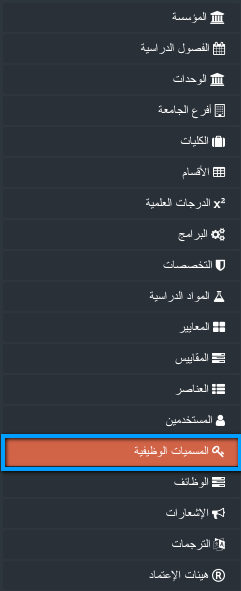 المؤسسة
الفصول الدراسية
الوحدات
أفرع الجامعة
الكليات
الأقسام
الدرجات العلمية x²
البرامج
التخصصات
المواد الدراسية
المعايير
المقاييس
العناصر
المستخدمين
المسميات الوظيفية
الوظائف
الإشعارات
الترجمات
هيئات الإعتماد